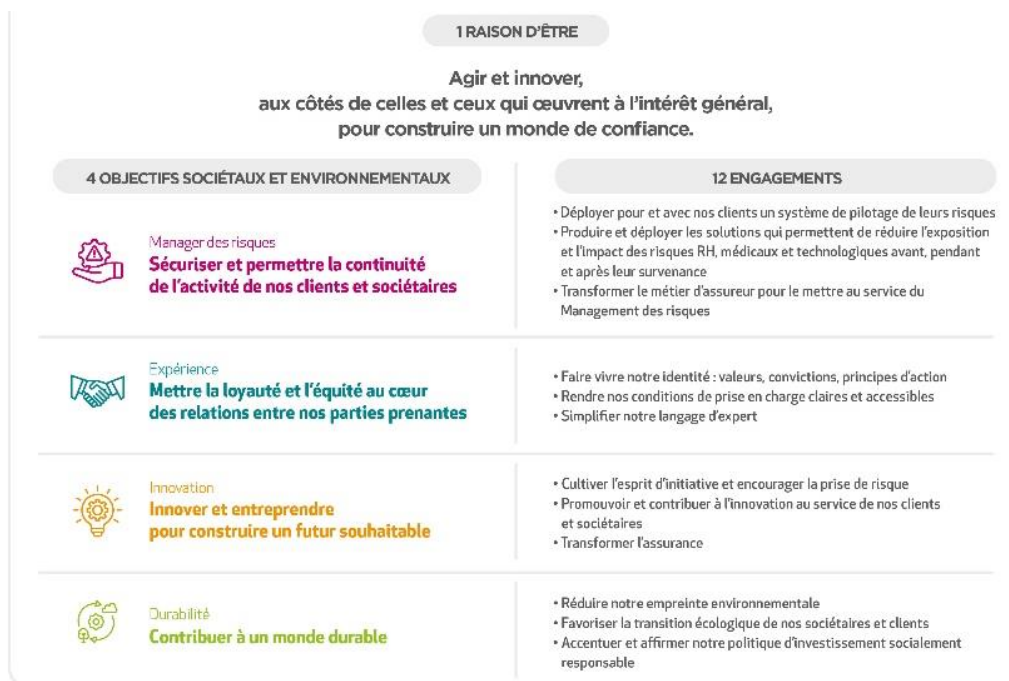 1 RAISON D'ÊTRE
Agir et innover,
aux côtés de celles et ceux qui œuvrent à l'intérêt général,
pour construire un monde de confiance.
4 OBJECTIFS SOCIÉTAUX ET ENVIRONNEMENTAUX
12 ENGAGEMENTS
Manager des risques
Sécuriser et permettre la continuité
de l'activité de nos clients et sociétaires
• Déployer pour et avec nos clients un système de pilotage de leurs risques
• Produire et déployer les solutions qui permettent de réduire l'exposition
et l'impact des risques RH, médicaux et technologiques avant, pendant
et après leur survenance
• Transformer le métier d'assureur pour le mettre au service du
Management des risques
Expérience
Mettre la loyauté et l'équité au cœur
des relations entre nos parties prenantes
• Faire vivre notre identité : valeurs, convictions, principes d'action
• Rendre nos conditions de prise en charge claires et accessibles
• Simplifier notre langage d'expert
Innovation
Innover et entreprendre
pour construire un futur souhaitable
• Cultiver l'esprit d'initiative et encourager la prise de risque
• Promouvoir et contribuer à l'innovation au service de nos clients
et sociétaires
• Transformer l'assurance
Durabilité
Contribuer à un monde durable
• Réduire notre empreinte environnementale
• Favoriser la transition écologique de nos sociétaires et clients
• Accentuer et affirmer notre politique d'investissement socialement
responsable